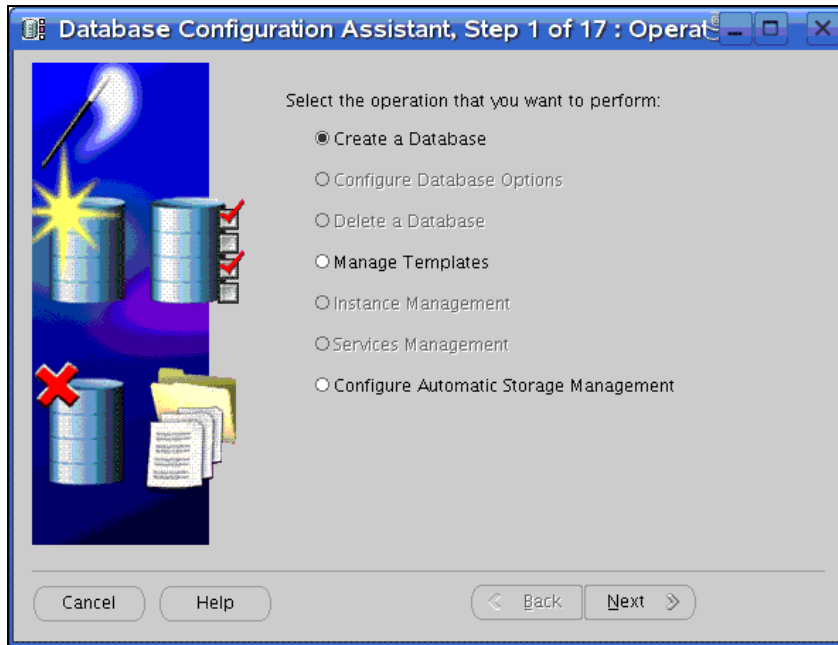 Database Configuration Assistant, Step 1 of 17 : Operat
Select the operation that you want to perform:
Create a Database
Configure Database Options
Delete a Database
Manage Templates
Instance Management
Services Management
Configure Automatic Storage Management
Cancel
Help
Back
Next